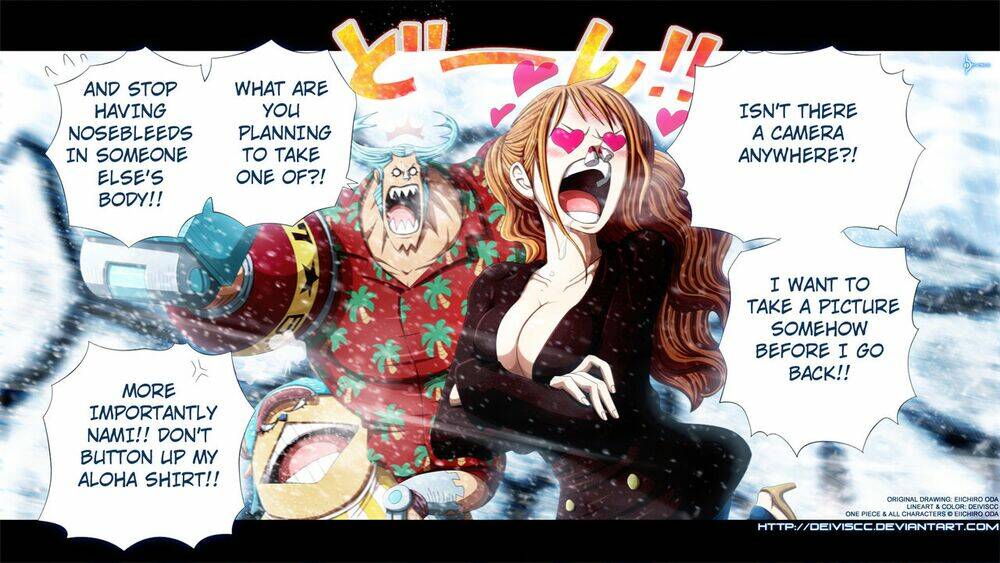 どーん!!
ISN'T THERE
A CAMERA
ANYWHERE?!
I WANT TO
TAKE A PICTURE
SOMEHOW
BEFORE I GO
BACK!!
WHAT ARE
YOU
PLANNING
TO TAKE
ONE OF?!
AND STOP
HAVING
NOSEBLEEDS
IN SOMEONE
ELSE'S
BODY!!
MORE
IMPORTANTLY
NAMI!! DON'T
BUTTON UP MY
ALOHA SHIRT!!
ORIGINAL DRAWING: EIICHIRO ODA
LINEART & COLOR: DEIVISCC
ONE PIECE & ALL CHARACTERS © EIICHIRO ODA
HTTP://DEIVISCC.DEVIANTART.COM